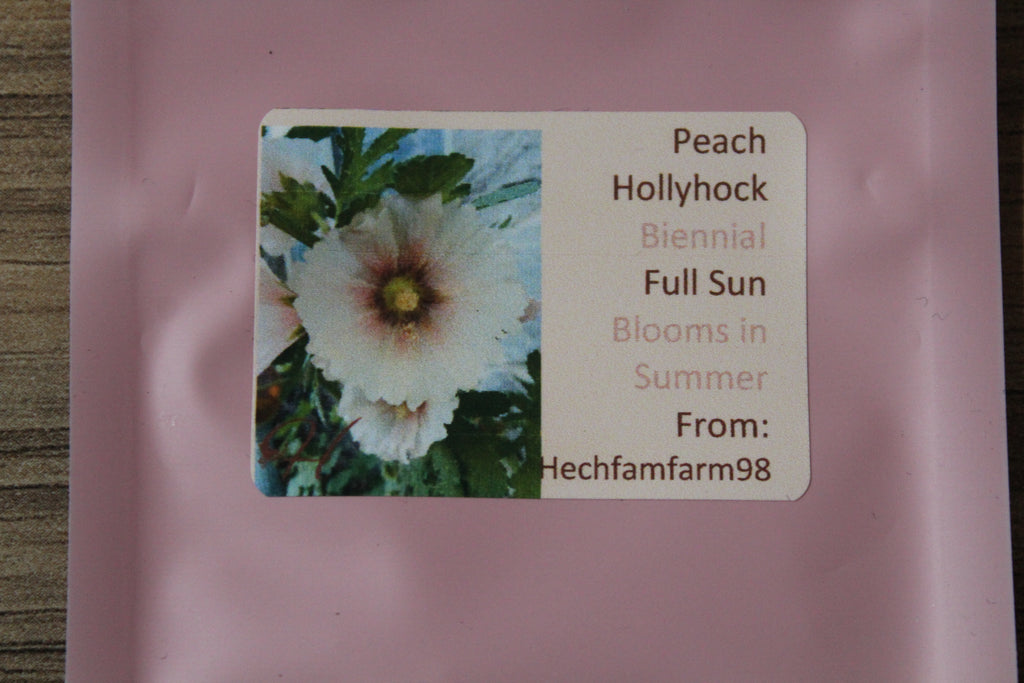 Peach
Hollyhock
Biennial
Full Sun
Blooms in
Summer
From:
Hechfamfarm98